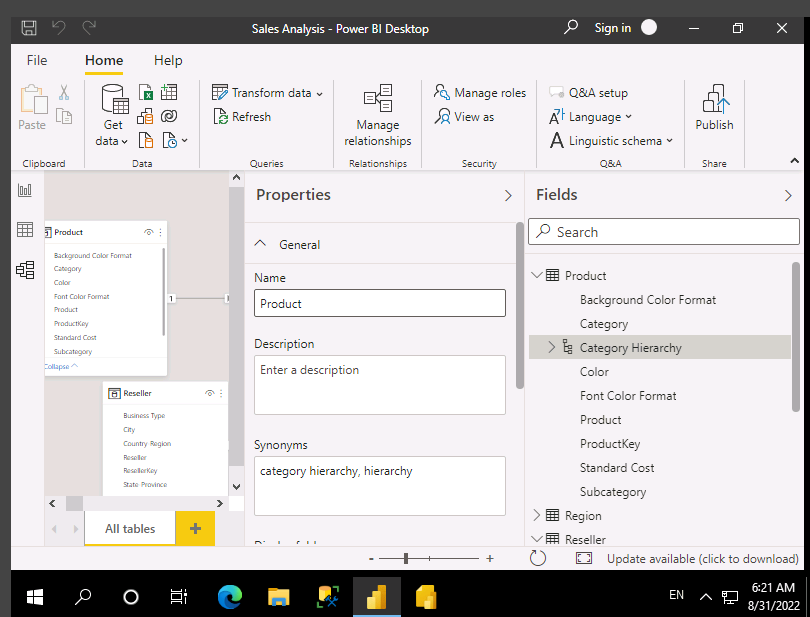 Sales Analysis - Power BI Desktop
Sign in
File
Home
Help
Paste
Clipboard
Get
data
Data
Transform data
Refresh
Queries
Manage
relationships
Relationships
Manage roles
View as
Security
Q&A setup
Language
Linguistic schema
Q&A
Publish
Share
Product
Background Color Format
Category
Color
Font Color Format
Product
ProductKey
Standard Cost
Subcategory
Collapse
1
Reseller
Business Type
City
Country Region
Reseller
ResellerKey
State Province
All tables
+
Properties
General
Name
Product
Description
Enter a description
Synonyms
category hierarchy, hierarchy
Fields
Search
Product
Background Color Format
Category
Category Hierarchy
Color
Font Color Format
Product
ProductKey
Standard Cost
Subcategory
Region
Reseller
- +
Update available (click to download)
EN
6:21 AM
8/31/2022